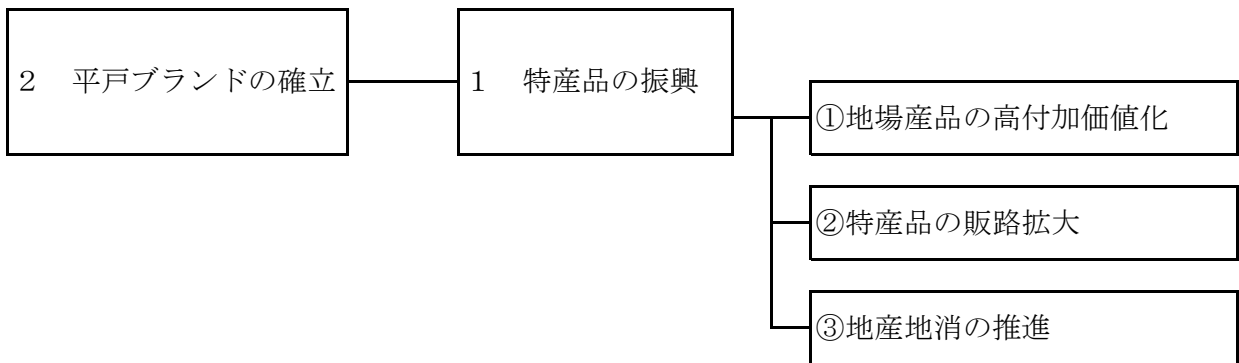 ２　平戸ブランドの確立
１　特産品の振興
①地場産品の高付加価値化
②特産品の販路拡大
③地産地消の推進